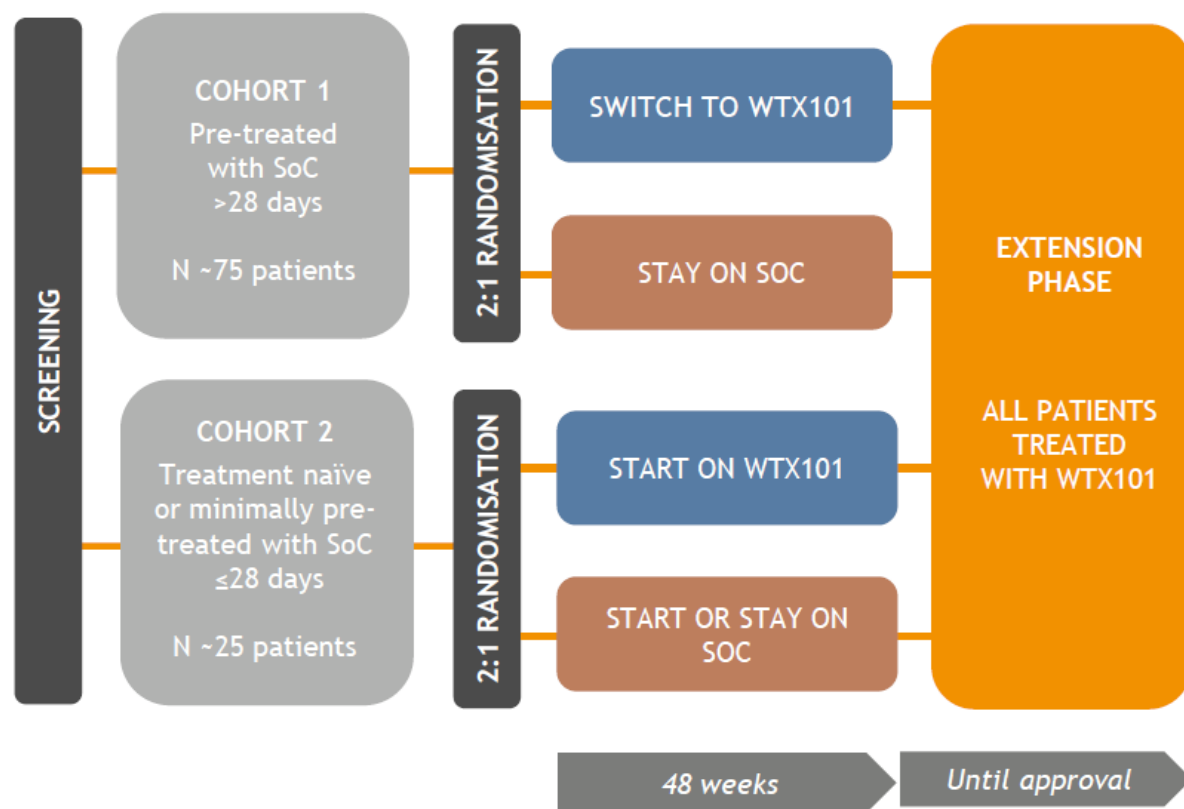 SCREENING
COHORT 1
Pre-treated
with SoC
>28 days
N ~75 patients
2:1 RANDOMISATION
SWITCH TO WTX101
STAY ON SOC
COHORT 2
Treatment naïve
or minimally pre-
treated with SoC
≤28 days
N ~25 patients
2:1 RANDOMISATION
START ON WTX101
START OR STAY ON
SOC
EXTENSION
PHASE
ALL PATIENTS
TREATED
WITH WTX101
48 weeks
Until approval